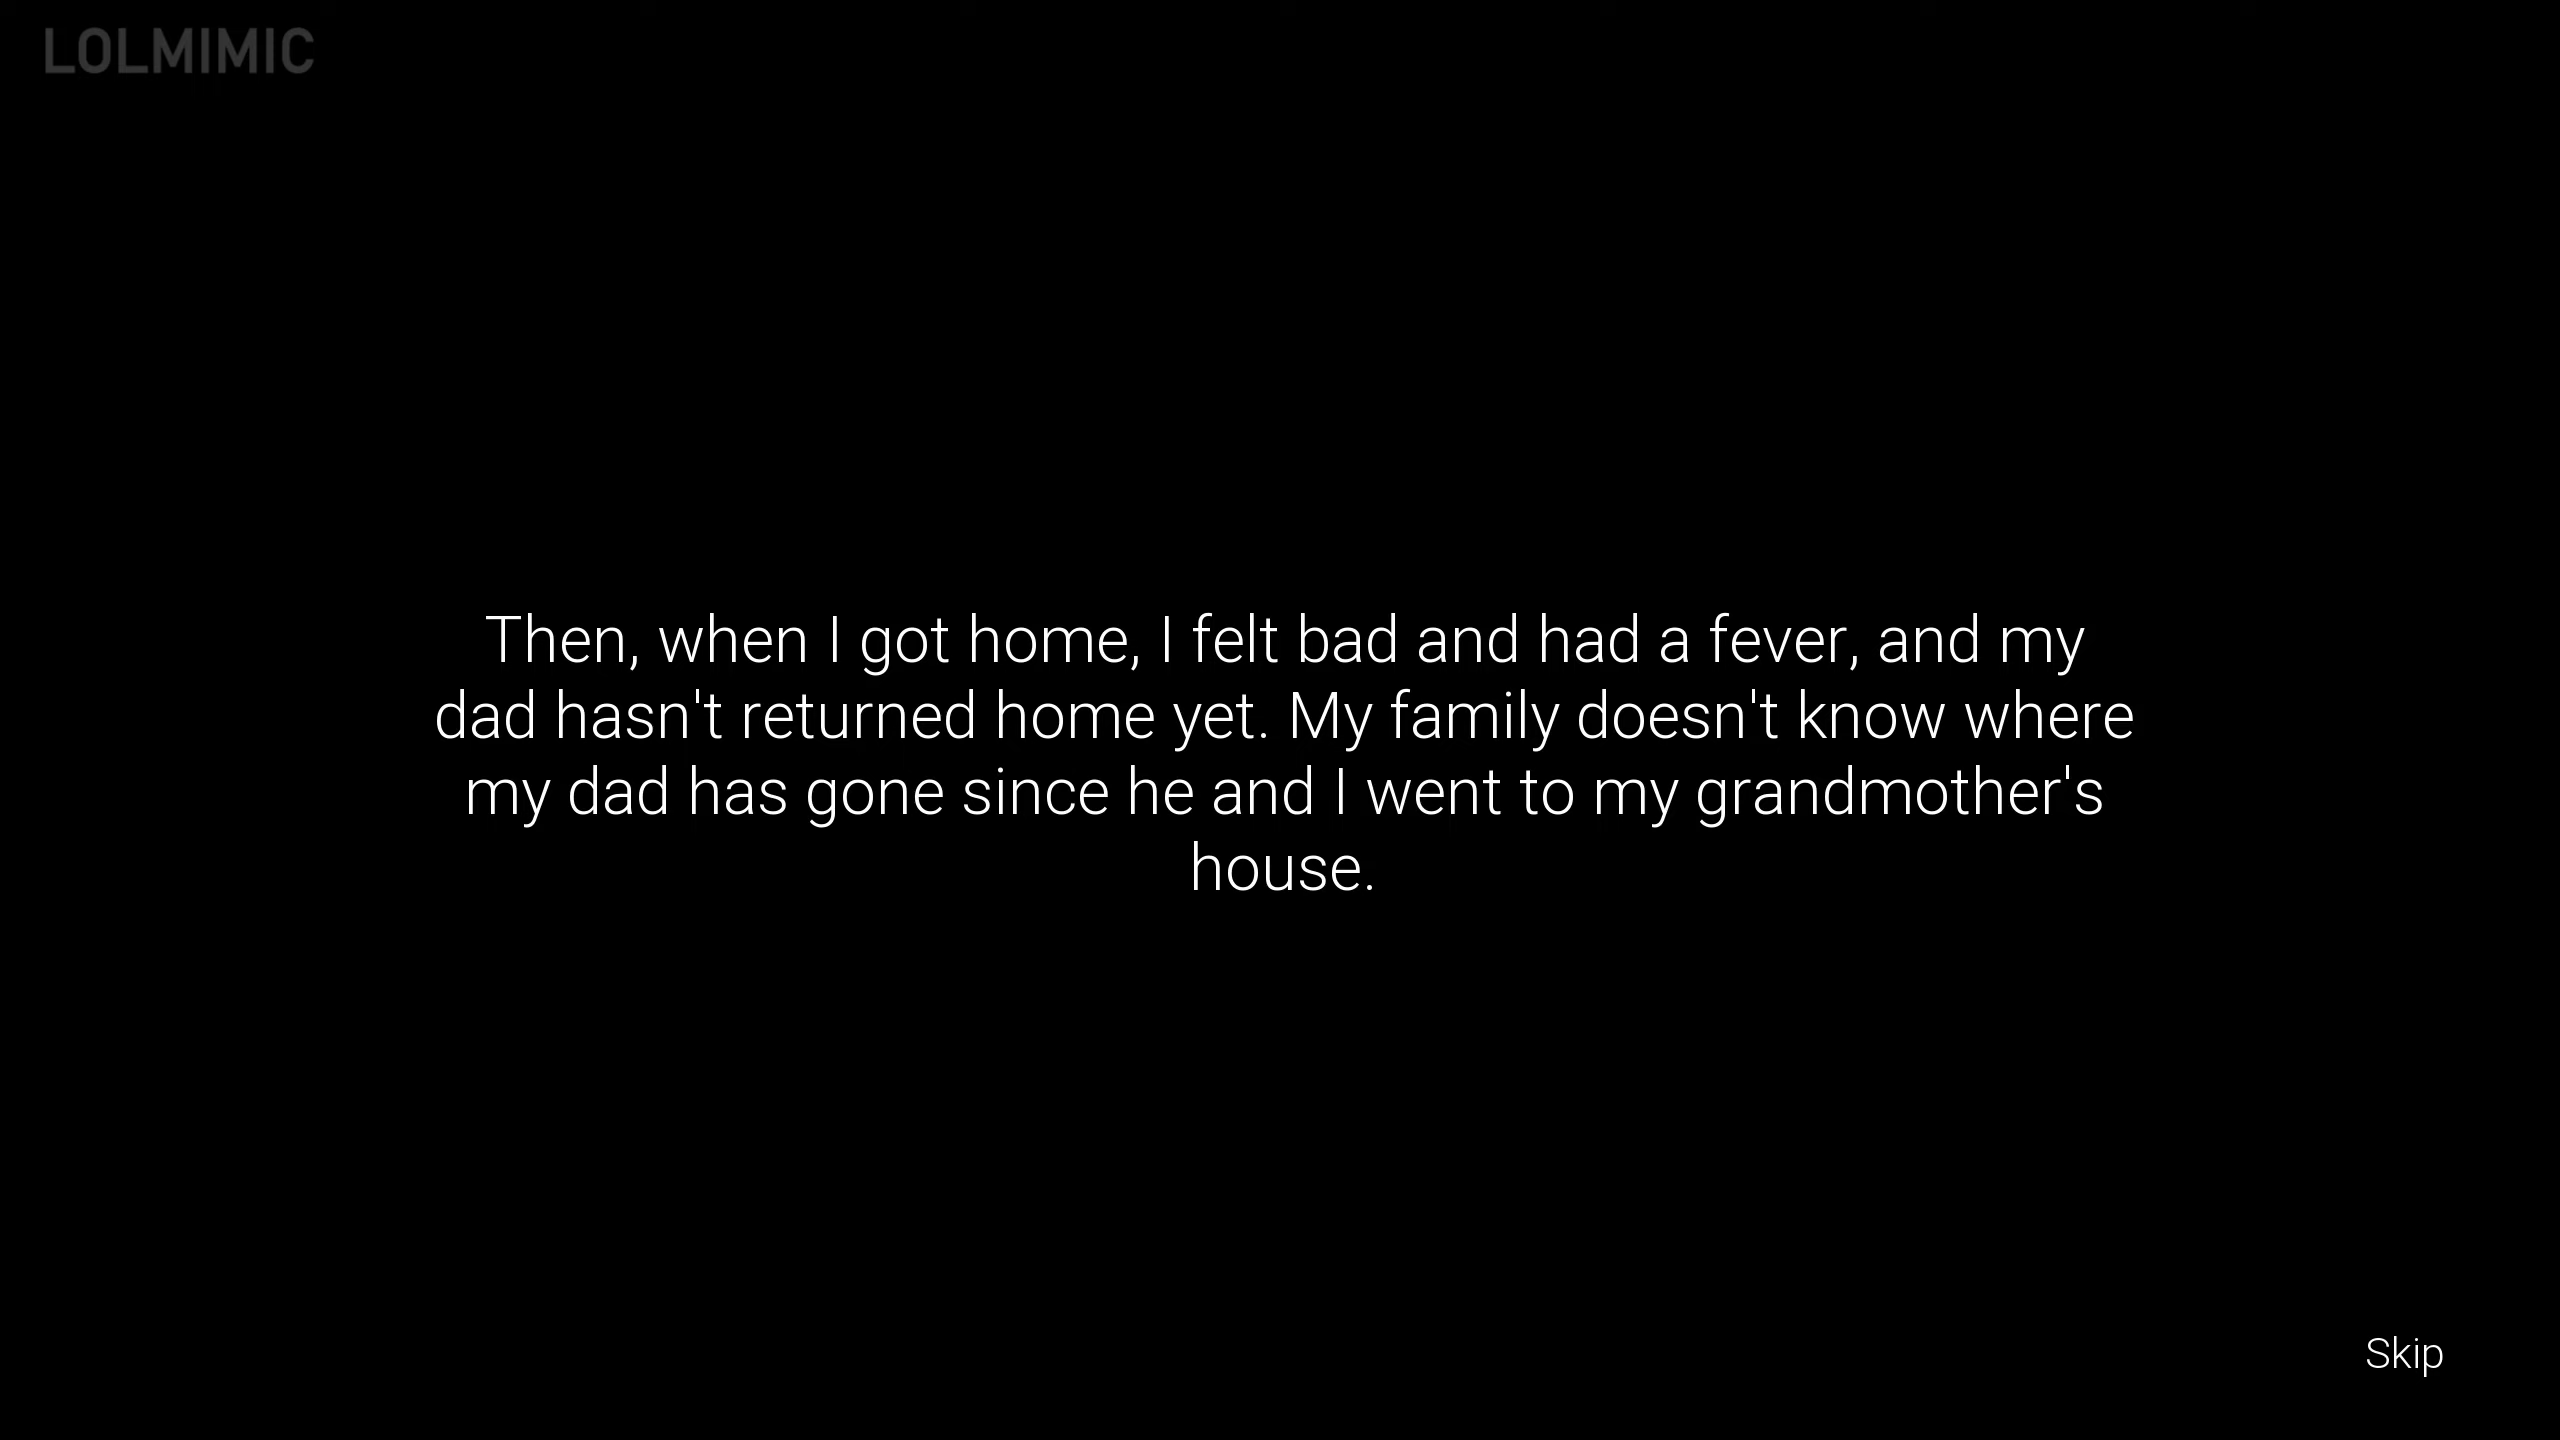 LOLMIMIC
Then, when I got home, I felt bad and had a fever, and my
dad hasn't returned home yet. My family doesn't know where
my dad has gone since he and I went to my grandmother's
house.
Skip